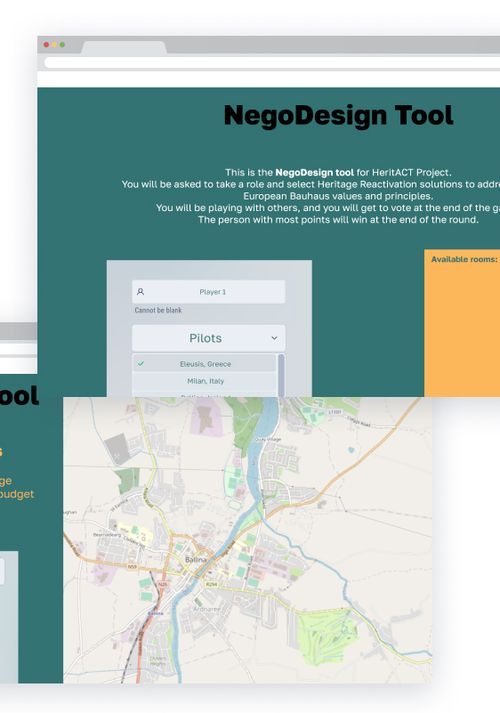 NegoDesign Tool
This is the NegoDesign tool for HeritACT Project.
You will be asked to take a role and select Heritage Reactivation solutions to
European Bauhaus values and principles.
You will be playing with others, and you will get to vote at the end of the
The person with most points will win at the end of the round.
Available rooms:
Player 1
Cannot be blank
Pilots
Eleusis, Greece
Milan, Italy
ool
s
ge
budget
L1101
Quay Village
Bearnadearg
Ballina
N59
N26
R294
Ardnaree
Ballina